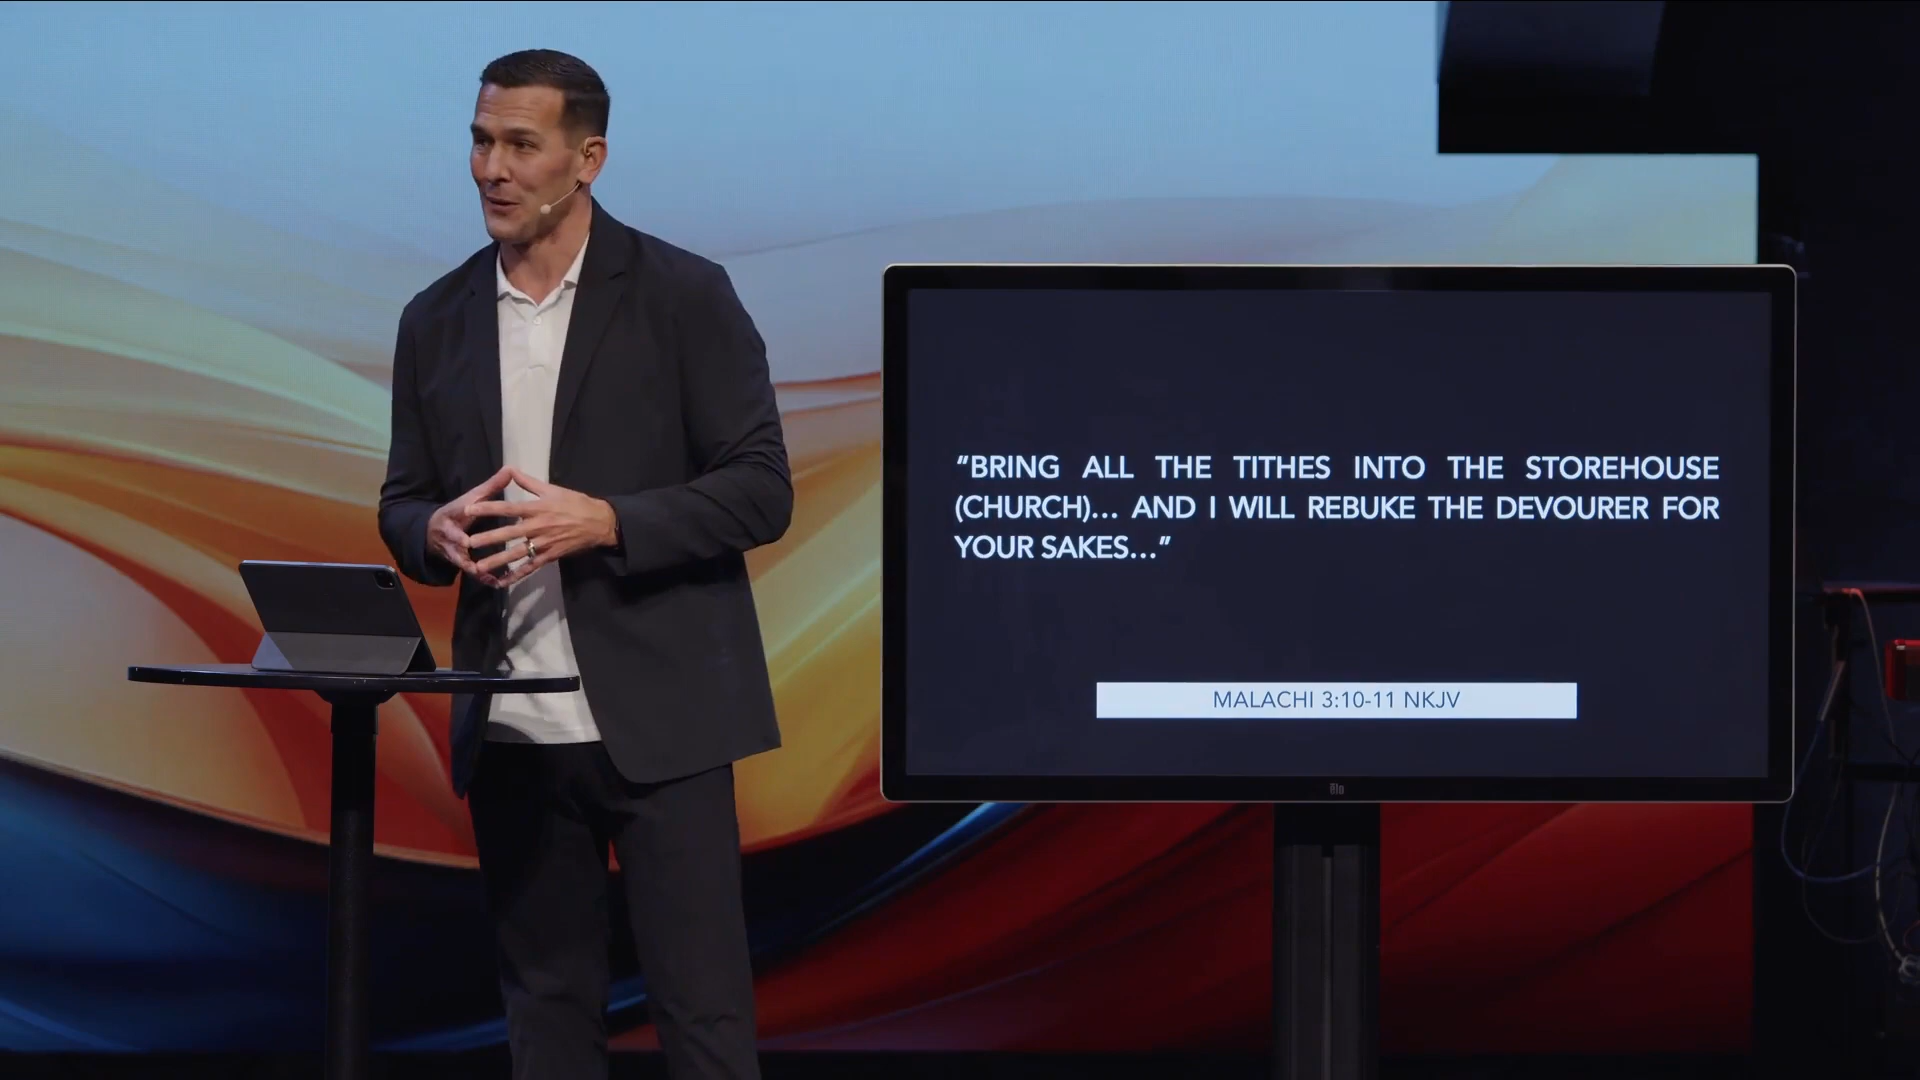 “BRING ALL THE TITHES INTO THE STOREHOUSE
(CHURCH)... AND I WILL REBUKE THE DEVOURER FOR
YOUR SAKES...”
MALACHI 3:10-11 NKJV
elo